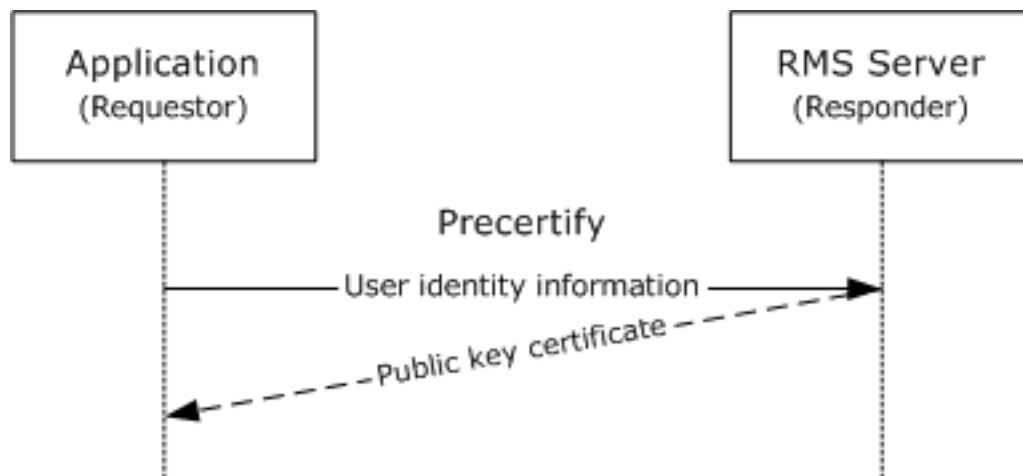 Application
(Requestor)
RMS Server
(Responder)
Precertify
User identity information
Public key certificate